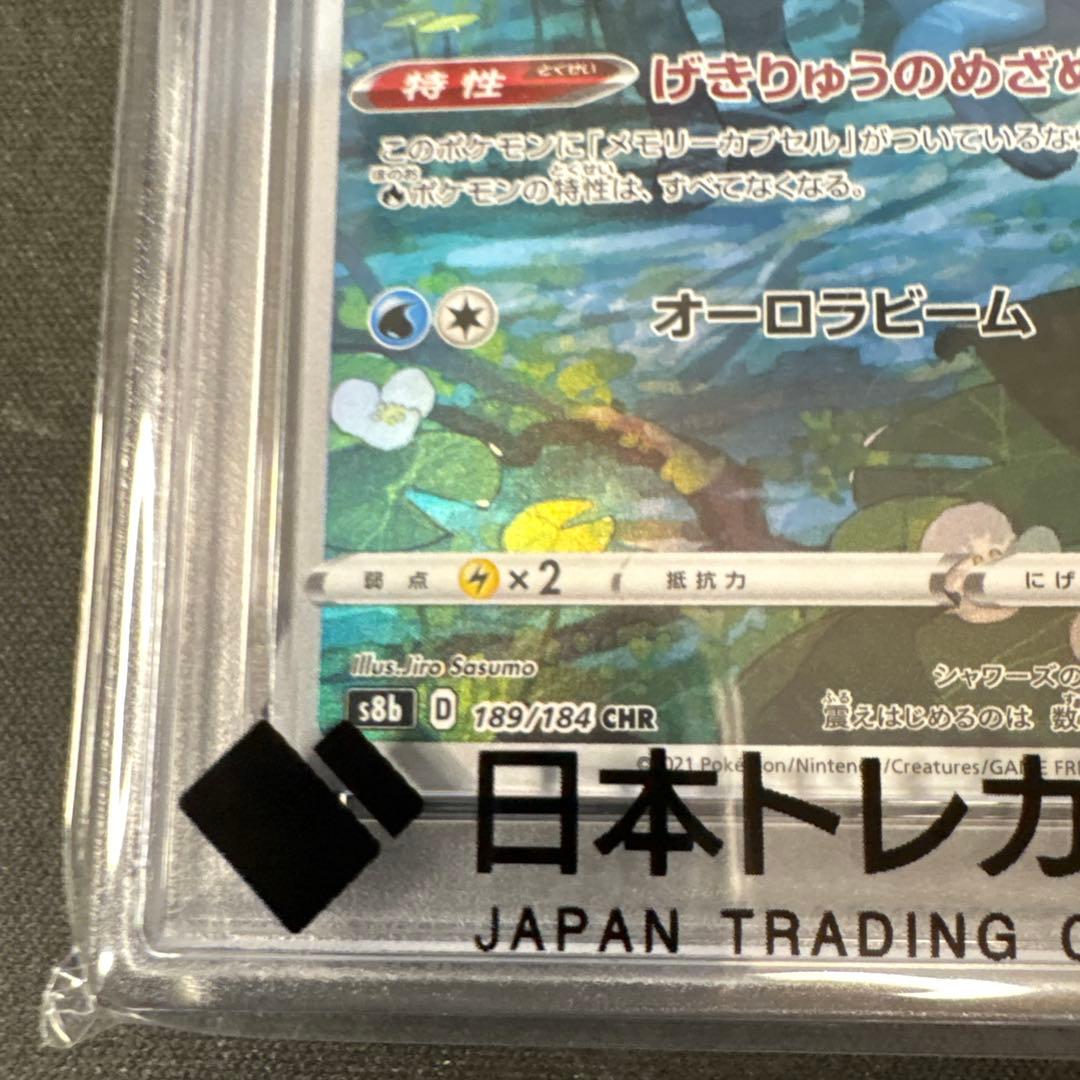 特性 とくせい げきりゅうのめざめ
このポケモンに「メモリーカプセル」がついているなら
ほのお とくせい
ポケモンの特性は、すべてなくなる。
オーロラビーム
弱点 ×2 抵抗力 にげ
Illus. Jiro Sasumo
シャワーズの
s8b D 189/184 CHR
ふる
震えはじめるのは 数
©2021 Pokémon/Nintendo/Creatures/GAME FRE
日本トレカ
JAPAN TRADING C